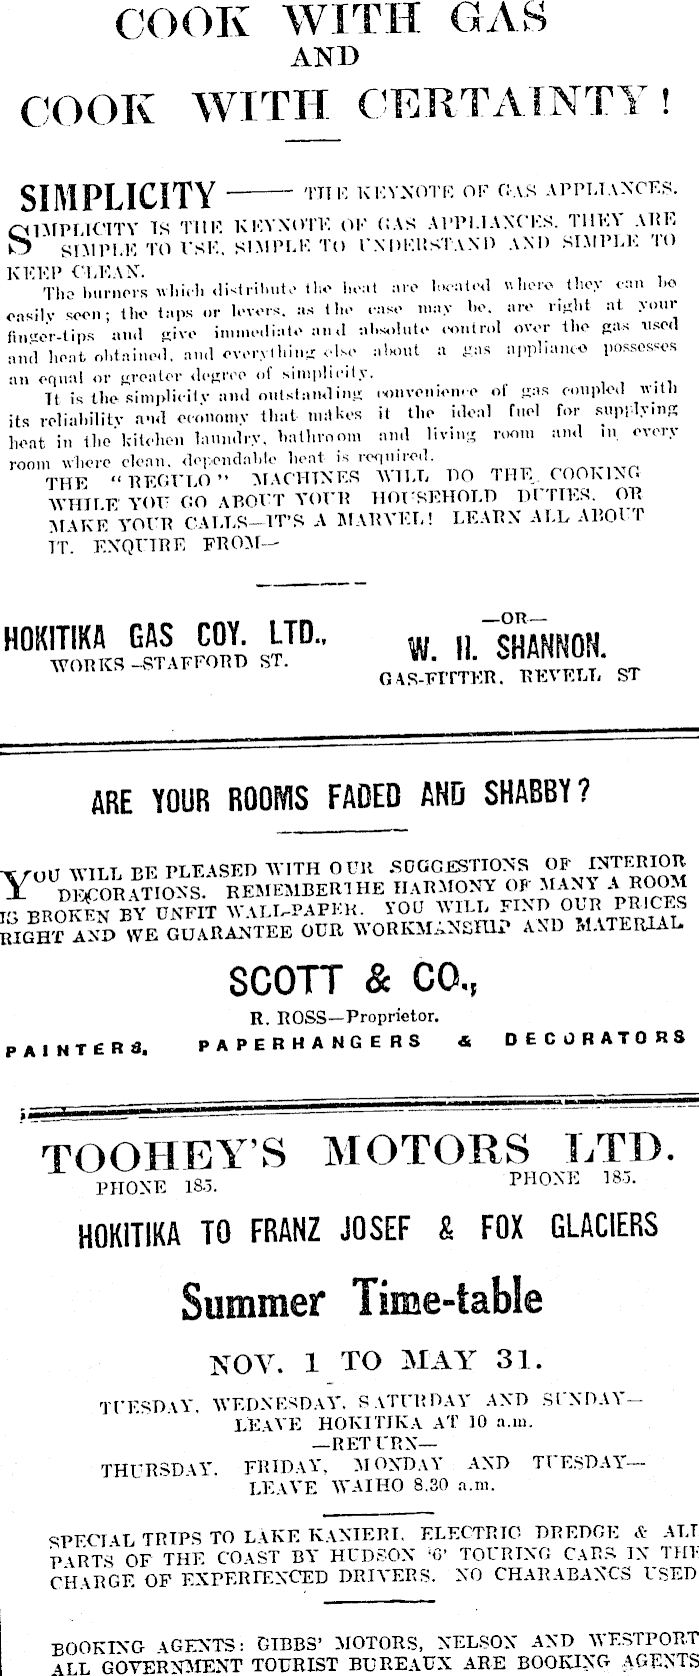 COOK WITH GAS
AND
COOK WITH CERTAINTY!
SIMPLICITY — THE KEYNOTE OF GAS APPLIANCES.
SIMPLICITY IS THE KEYNOTE OF GAS APPLIANCES. THEY ARE
SIMPLE TO USE, SIMPLE TO UNDERSTAND AND SIMPLE TO
KEEP CLEAN.
The burners which distribute the heat are located where they can be
easily seen; the taps or levers, as the case may be, are right at your
finger-tips and give immediate and absolute control over the gas used
and heat obtained, and everything else about a gas appliance possesses
an equal or greater degree of simplicity.
It is the simplicity and outstanding convenience of gas coupled with
its reliability and economy that makes it the ideal fuel for supplying
heat in the kitchen laundry, bathroom and living room and in every
room where clean, dependable heat is required.
THE "REGULO" MACHINES WILL DO THE COOKING
WHILE YOU GO ABOUT YOUR HOUSEHOLD DUTIES, OR
MAKE YOUR CALLS—IT'S A MARVEL! LEARN ALL ABOUT
IT. ENQUIRE FROM—
HOKITIKA GAS COY. LTD.,
WORKS—STAFFORD ST.
—OR—
W. H. SHANNON.
GAS-FITTER, REVELL ST
ARE YOUR ROOMS FADED AND SHABBY?
YOU WILL BE PLEASED WITH OUR SUGGESTIONS OF INTERIOR
DECORATIONS. REMEMBER THE HARMONY OF MANY A ROOM
IS BROKEN BY UNFIT WALL-PAPER. YOU WILL FIND OUR PRICES
RIGHT AND WE GUARANTEE OUR WORKMANSHIP AND MATERIAL
SCOTT & CO.,
R. ROSS—Proprietor.
PAINTERS, PAPERHANGERS & DECORATORS
TOOHEY'S MOTORS LTD.
PHONE 185. PHONE 185.
HOKITIKA TO FRANZ JOSEF & FOX GLACIERS
Summer Time-table
NOV. 1 TO MAY 31.
TUESDAY, WEDNESDAY, SATURDAY AND SUNDAY—
LEAVE HOKITIKA AT 10 a.m.
—RETURN—
THURSDAY, FRIDAY, MONDAY AND TUESDAY—
LEAVE WAIHO 8.30 a.m.
SPECIAL TRIPS TO LAKE KANIERI, ELECTRIC DREDGE & ALL
PARTS OF THE COAST BY HUDSON '6' TOURING CARS IN THE
CHARGE OF EXPERIENCED DRIVERS. NO CHARABANCS USED
BOOKING AGENTS: GIBBS' MOTORS, NELSON AND WESTPORT
ALL GOVERNMENT TOURIST BUREAUX ARE BOOKING AGENTS